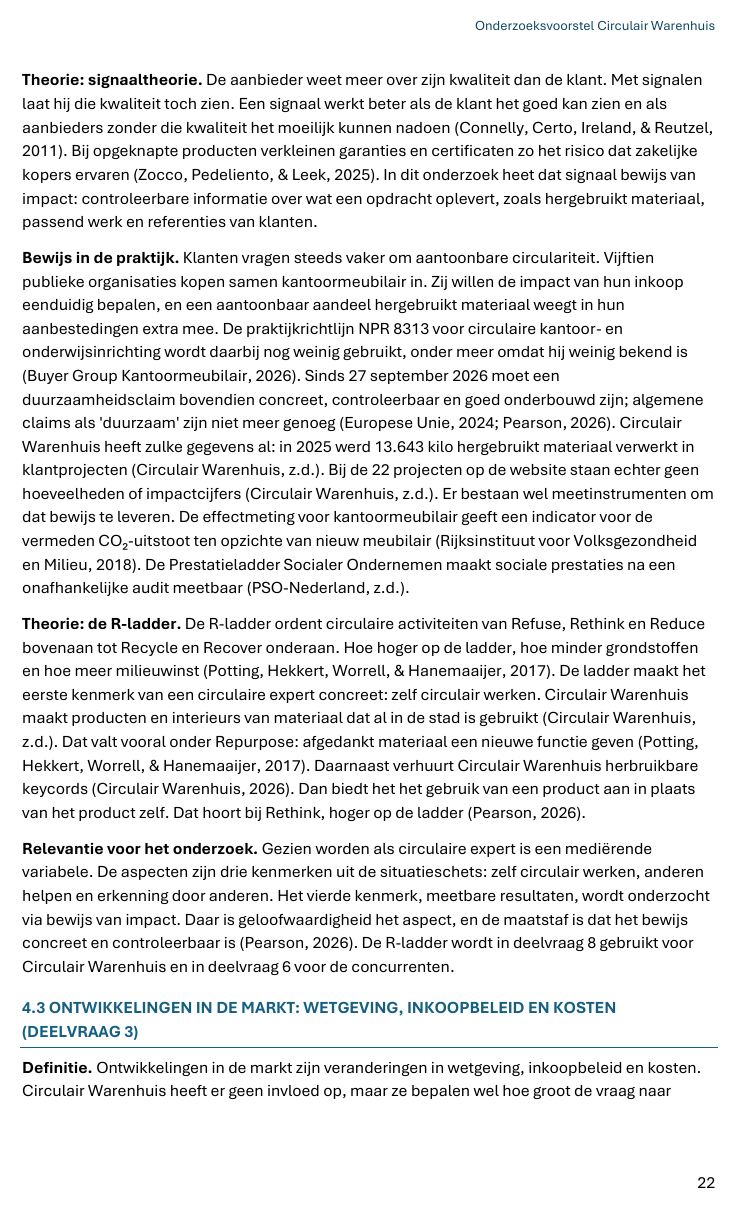 Onderzoeksvoorstel Circulair Warenhuis
Theorie: signaaltheorie. De aanbieder weet meer over zijn kwaliteit dan de klant. Met signalen
laat hij die kwaliteit toch zien. Een signaal werkt beter als de klant het goed kan zien en als
aanbieders zonder die kwaliteit het moeilijk kunnen nadoen (Connelly, Certo, Ireland, & Reutzel,
2011). Bij opgeknapte producten verkleinen garanties en certificaten zo het risico dat zakelijke
kopers ervaren (Zocco, Pedeliento, & Leek, 2025). In dit onderzoek heet dat signaal bewijs van
impact: controleerbare informatie over wat een opdracht oplevert, zoals hergebruikt materiaal,
passend werk en referenties van klanten.
Bewijs in de praktijk. Klanten vragen steeds vaker om aantoonbare circulariteit. Vijftien
publieke organisaties kopen samen kantoormeubilair in. Zij willen de impact van hun inkoop
eenduidig bepalen, en een aantoonbaar aandeel hergebruikt materiaal weegt in hun
aanbestedingen extra mee. De praktijkrichtlijn NPR 8313 voor circulaire kantoor- en
onderwijsinrichting wordt daarbij nog weinig gebruikt, onder meer omdat hij weinig bekend is
(Buyer Group Kantoormeubilair, 2026). Sinds 27 september 2026 moet een
duurzaamheidsclaim bovendien concreet, controleerbaar en goed onderbouwd zijn; algemene
claims als 'duurzaam' zijn niet meer genoeg (Europese Unie, 2024; Pearson, 2026). Circulair
Warenhuis heeft zulke gegevens al: in 2025 werd 13.643 kilo hergebruikt materiaal verwerkt in
klantprojecten (Circulair Warenhuis, z.d.). Bij de 22 projecten op de website staan echter geen
hoeveelheden of impactcijfers (Circulair Warenhuis, z.d.). Er bestaan wel meetinstrumenten om
dat bewijs te leveren. De effectmeting voor kantoormeubilair geeft een indicator voor de
vermeden CO₂-uitstoot ten opzichte van nieuw meubilair (Rijksinstituut voor Volksgezondheid
en Milieu, 2018). De Prestatieladder Socialer Ondernemen maakt sociale prestaties na een
onafhankelijke audit meetbaar (PSO-Nederland, z.d.).
Theorie: de R-ladder. De R-ladder ordent circulaire activiteiten van Refuse, Rethink en Reduce
bovenaan tot Recycle en Recover onderaan. Hoe hoger op de ladder, hoe minder grondstoffen
en hoe meer milieuwinst (Potting, Hekkert, Worrell, & Hanemaaijer, 2017). De ladder maakt het
eerste kenmerk van een circulaire expert concreet: zelf circulair werken. Circulair Warenhuis
maakt producten en interieurs van materiaal dat al in de stad is gebruikt (Circulair Warenhuis,
z.d.). Dat valt vooral onder Repurpose: afgedankt materiaal een nieuwe functie geven (Potting,
Hekkert, Worrell, & Hanemaaijer, 2017). Daarnaast verhuurt Circulair Warenhuis herbruikbare
keycords (Circulair Warenhuis, 2026). Dan biedt het het gebruik van een product aan in plaats
van het product zelf. Dat hoort bij Rethink, hoger op de ladder (Pearson, 2026).
Relevantie voor het onderzoek. Gezien worden als circulaire expert is een mediërende
variabele. De aspecten zijn drie kenmerken uit de situatieschets: zelf circulair werken, anderen
helpen en erkenning door anderen. Het vierde kenmerk, meetbare resultaten, wordt onderzocht
via bewijs van impact. Daar is geloofwaardigheid het aspect, en de maatstaf is dat het bewijs
concreet en controleerbaar is (Pearson, 2026). De R-ladder wordt in deelvraag 8 gebruikt voor
Circulair Warenhuis en in deelvraag 6 voor de concurrenten.
4.3 ONTWIKKELINGEN IN DE MARKT: WETGEVING, INKOOPBELEID EN KOSTEN
(DEELVRAAG 3)
Definitie. Ontwikkelingen in de markt zijn veranderingen in wetgeving, inkoopbeleid en kosten.
Circulair Warenhuis heeft er geen invloed op, maar ze bepalen wel hoe groot de vraag naar
22